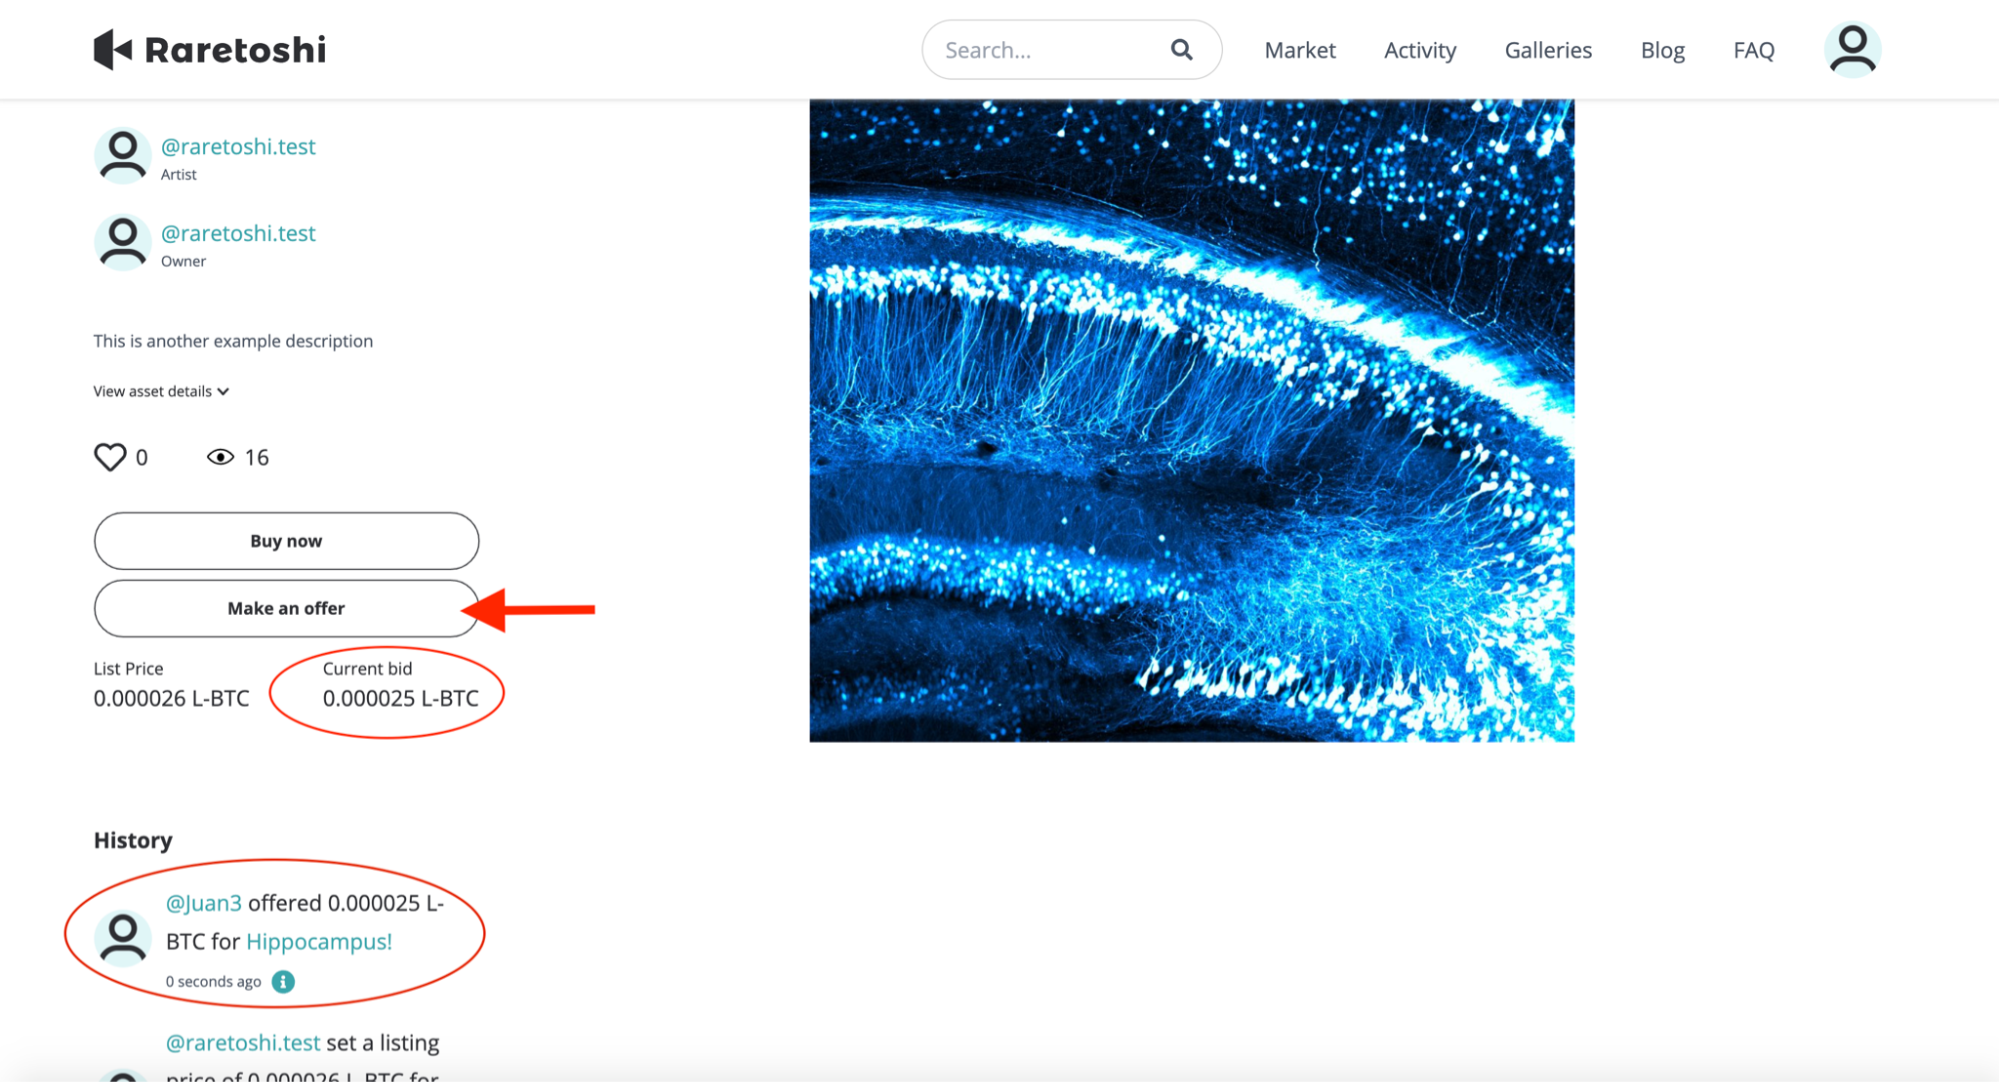 Raretoshi
Search...
Market
Activity
Galleries
Blog
FAQ
@raretoshi.test
Artist
@raretoshi.test
Owner
This is another example description
View asset details
0
16
Buy now
Make an offer
List Price
0.000026 L-BTC
Current bid
0.000025 L-BTC
History
@Juan3 offered 0.000025 L-
BTC for Hippocampus!
0 seconds ago
@raretoshi.test set a listing
price of 0.000026 L-BTC for